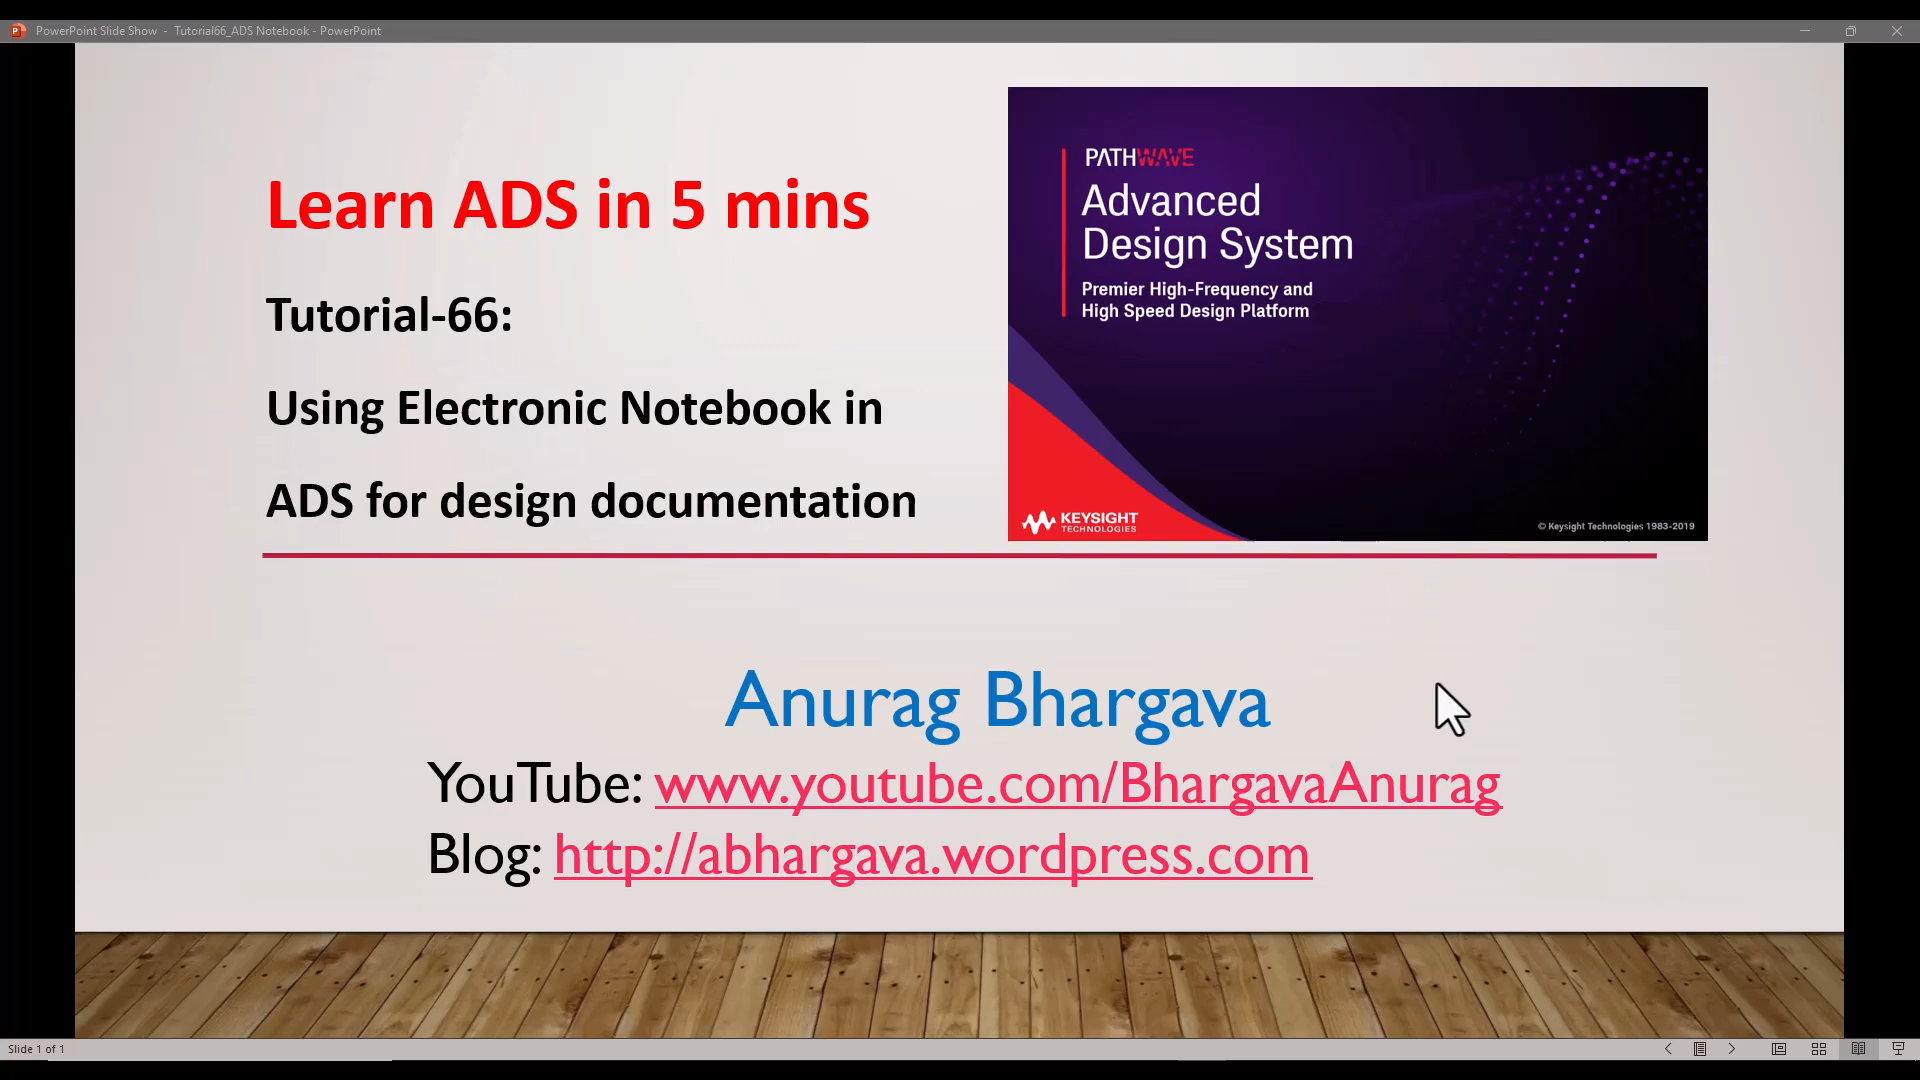 PowerPoint Slide Show - Tutorial66_ADS Notebook - PowerPoint
Learn ADS in 5 mins
Tutorial-66:
Using Electronic Notebook in
ADS for design documentation
PATHWAVE
Advanced
Design System
Premier High-Frequency and
High Speed Design Platform
KEYSIGHT
TECHNOLOGIES
© Keysight Technologies 1983-2019
Anurag Bhargava
YouTube: www.youtube.com/BhargavaAnurag
Blog: http://abhargava.wordpress.com
Slide 1 of 1